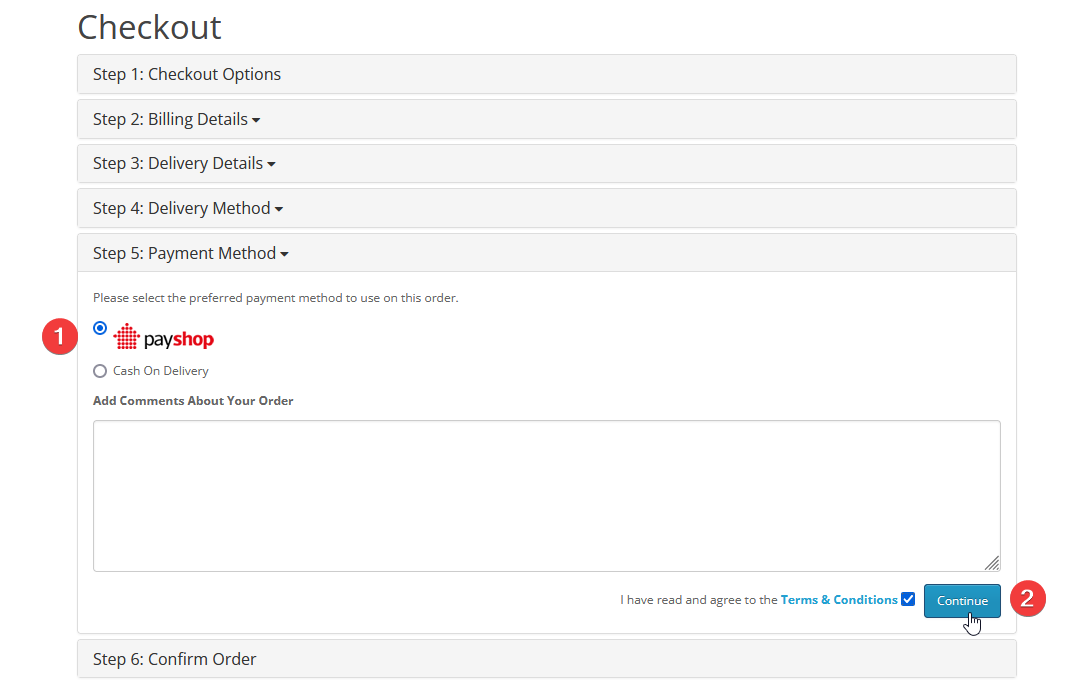 Checkout
Step 1: Checkout Options
Step 2: Billing Details
Step 3: Delivery Details
Step 4: Delivery Method
Step 5: Payment Method
Please select the preferred payment method to use on this order.
1 payshop
Cash On Delivery
Add Comments About Your Order
I have read and agree to the Terms & Conditions Continue 2
Step 6: Confirm Order